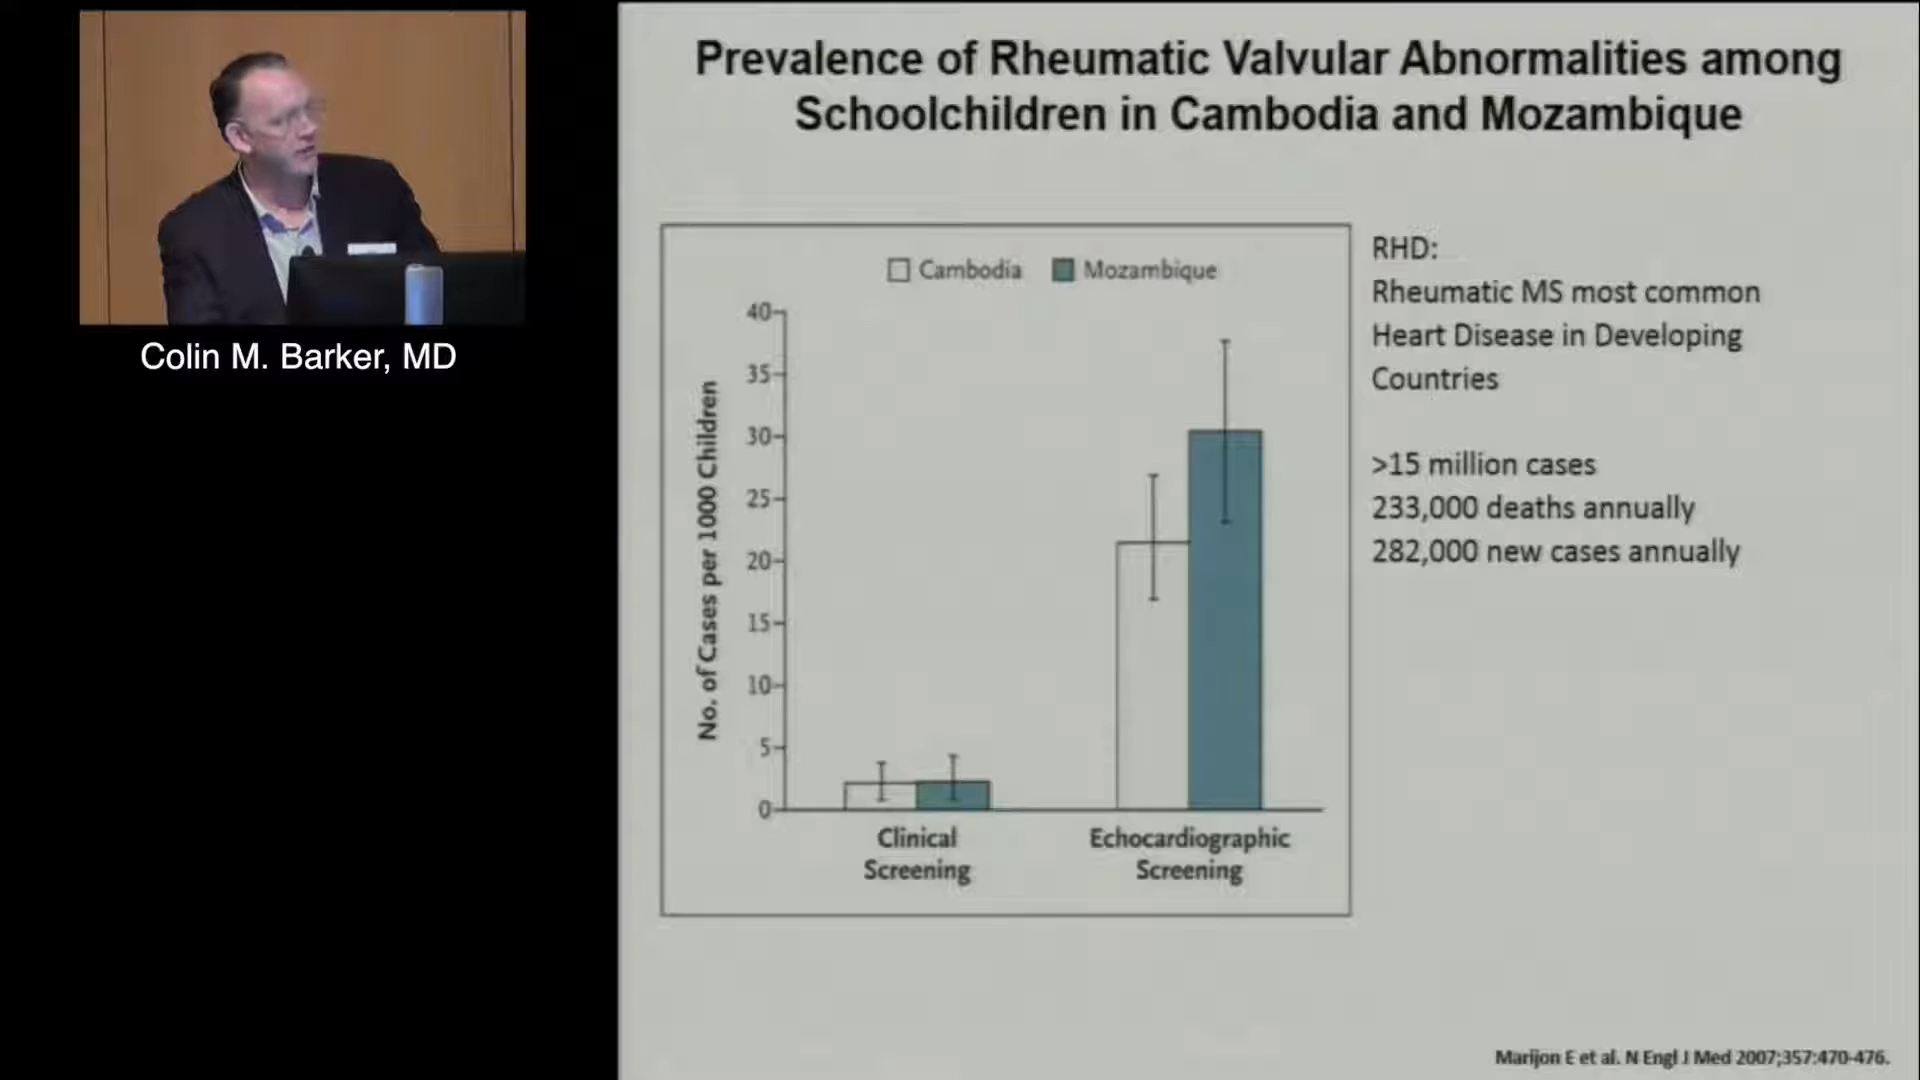 Colin M. Barker, MD
Prevalence of Rheumatic Valvular Abnormalities among
Schoolchildren in Cambodia and Mozambique
Cambodia
Mozambique
No. of Cases per 1000 Children
40
35
30
25
20
15
10
5
0
Clinical
Screening
Echocardiographic
Screening
RHD:
Rheumatic MS most common
Heart Disease in Developing
Countries
>15 million cases
233,000 deaths annually
282,000 new cases annually
Marijon E et al. N Engl J Med 2007;357:470-476.